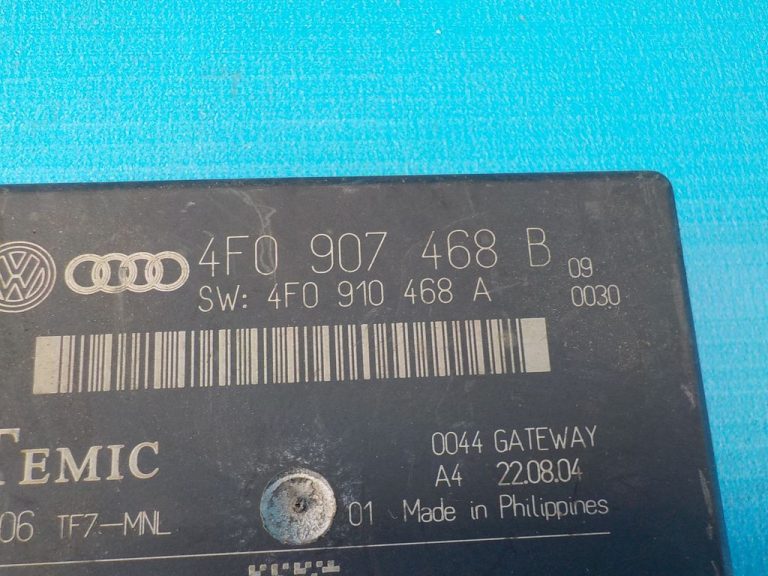 4F0 907 468 B 09
SW: 4F0 910 468 A 0030
TEMIC
0044 GATEWAY
A4 22.08.04
06 TF7-MNL 01 Made in Philippines